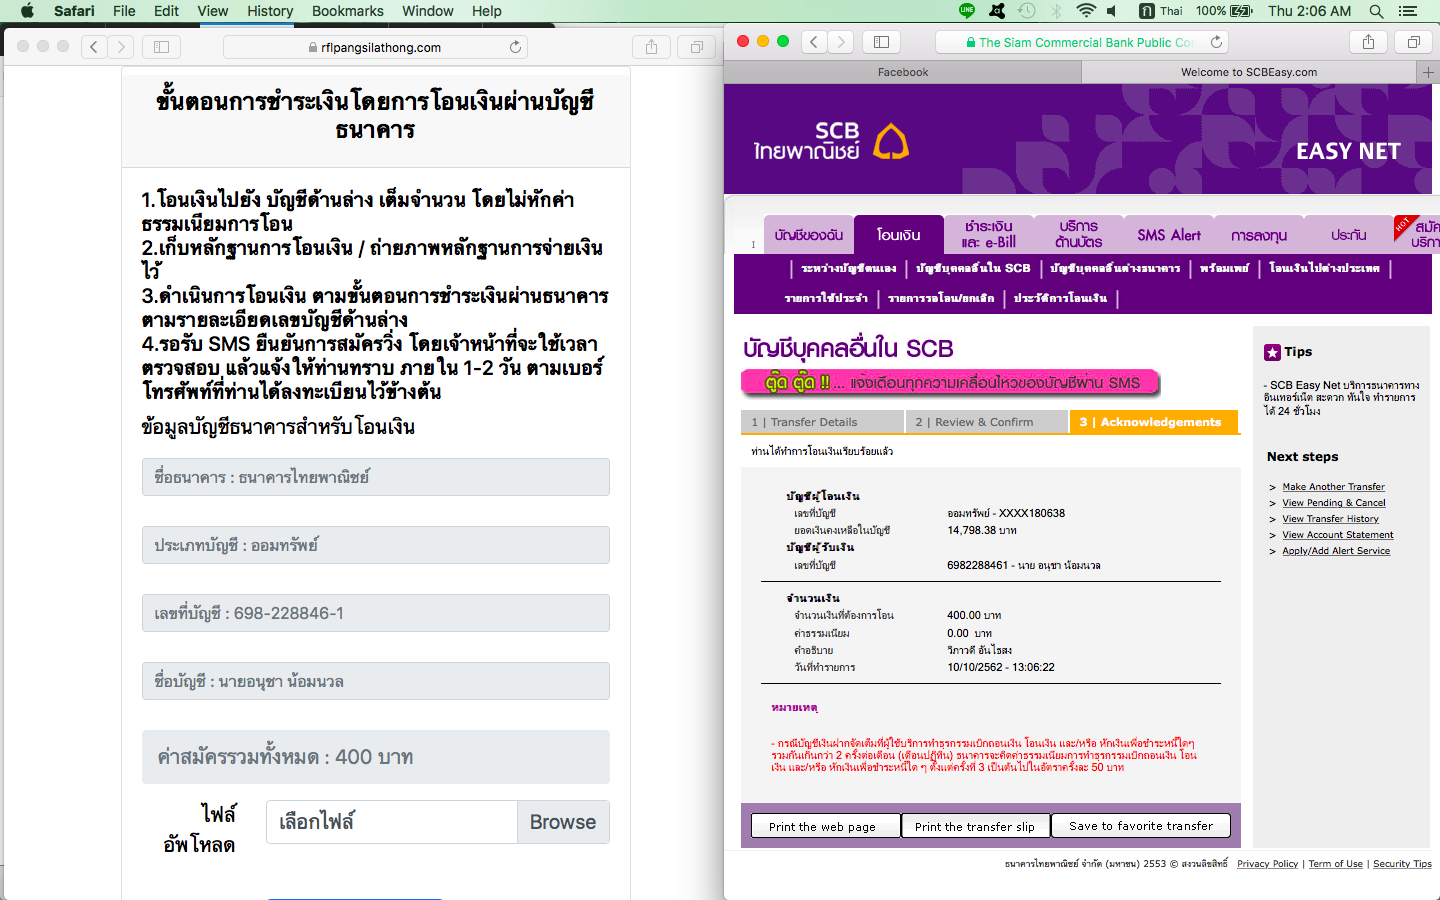 Safari File Edit View History Bookmarks Window Help
LINE ก Thai 100% Thu 2:06 AM
rflpangsilathong.com
ขั้นตอนการชำระเงินโดยการโอนเงินผ่านบัญชี
ธนาคาร
1.โอนเงินไปยัง บัญชีด้านล่าง เต็มจำนวน โดยไม่หักค่า
ธรรมเนียมการโอน
2.เก็บหลักฐานการโอนเงิน / ถ่ายภาพหลักฐานการจ่ายเงิน
ไว้
3.ดำเนินการโอนเงิน ตามขั้นตอนการชำระเงินผ่านธนาคาร
ตามรายละเอียดเลขบัญชีด้านล่าง
4.รอรับ SMS ยืนยันการสมัครวิ่ง โดยเจ้าหน้าที่จะใช้เวลา
ตรวจสอบ แล้วแจ้งให้ท่านทราบ ภายใน 1-2 วัน ตามเบอร์
โทรศัพท์ที่ท่านได้ลงทะเบียนไว้ข้างต้น
ข้อมูลบัญชีธนาคารสำหรับโอนเงิน
ชื่อธนาคาร : ธนาคารไทยพาณิชย์
ประเภทบัญชี : ออมทรัพย์
เลขที่บัญชี : 698-228846-1
ชื่อบัญชี : นายอนุชา น้อมนวล
ค่าสมัครรวมทั้งหมด : 400 บาท
ไฟล์
อัพโหลด
เลือกไฟล์ Browse
The Siam Commercial Bank Public Co
Facebook
Welcome to SCBEasy.com
SCB
ไทยพาณิชย์
EASY NET
บัญชีของฉัน
โอนเงิน
ชำระเงิน
และ e-Bill
บริการ
ด้านบัตร
SMS Alert
การลงทุน
ประกัน
HOT
สมัค
บริกา
ระหว่างบัญชีตนเอง | บัญชีบุคคลอื่นใน SCB | บัญชีบุคคลอื่นต่างธนาคาร | พร้อมเพย์ | โอนเงินไปต่างประเทศ |
รายการใช้ประจำ | รายการรอโอน/ยกเลิก | ประวัติการโอนเงิน |
บัญชีบุคคลอื่นใน SCB
ตู๊ด ตู๊ด !! ... แจ้งเตือนทุกความเคลื่อนไหวของบัญชีผ่าน SMS
1 | Transfer Details
2 | Review & Confirm
3 | Acknowledgements
ท่านได้ทำการโอนเงินเรียบร้อยแล้ว
บัญชีผู้โอนเงิน
เลขที่บัญชี ออมทรัพย์ - XXXX180638
ยอดเงินคงเหลือในบัญชี 14,798.38 บาท
บัญชีผู้รับเงิน
เลขที่บัญชี 6982288461 - นาย อนุชา น้อมนวล
จำนวนเงิน
จำนวนเงินที่ต้องการโอน 400.00 บาท
ค่าธรรมเนียม 0.00 บาท
คำอธิบาย วิภาวดี อันไธสง
วันที่ทำรายการ 10/10/2562 - 13:06:22
หมายเหตุ
- กรณีบัญชีเงินฝากจัดเต็มที่ผู้ใช้บริการทำธุรกรรมเบิกถอนเงิน โอนเงิน และ/หรือ หักเงินเพื่อชำระหนี้ใดๆ
รวมกันเกินกว่า 2 ครั้งต่อเดือน (เดือนปฏิทิน) ธนาคารจะคิดค่าธรรมเนียมการทำธุรกรรมเบิกถอนเงิน โอน
เงิน และ/หรือ หักเงินเพื่อชำระหนี้ใด ๆ ตั้งแต่ครั้งที่ 3 เป็นต้นไปในอัตราครั้งละ 50 บาท
Print the web page
Print the transfer slip
Save to favorite transfer
Tips
- SCB Easy Net บริการธนาคารทาง
อินเทอร์เน็ต สะดวก ทันใจ ทำรายการ
ได้ 24 ชั่วโมง
Next steps
> Make Another Transfer
> View Pending & Cancel
> View Transfer History
> View Account Statement
> Apply/Add Alert Service
ธนาคารไทยพาณิชย์ จำกัด (มหาชน) 2553 © สงวนลิขสิทธิ์ Privacy Policy | Term of Use | Security Tips